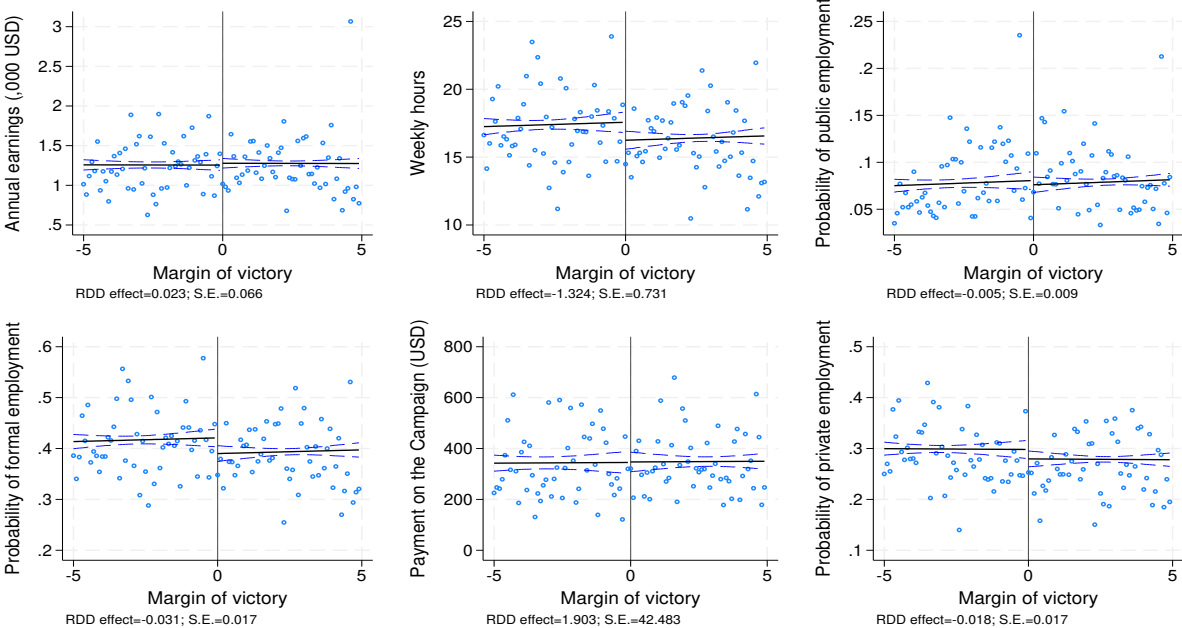 Annual earnings (,000 USD)
3
2.5
2
1.5
1
.5
-5 0 5
Margin of victory
RDD effect=0.023; S.E.=0.066
Weekly hours
25
20
15
10
-5 0 5
Margin of victory
RDD effect=-1.324; S.E.=0.731
Probability of public employment
.25
.2
.15
.1
.05
-5 0 5
Margin of victory
RDD effect=-0.005; S.E.=0.009
Probability of formal employment
.6
.5
.4
.3
.2
-5 0 5
Margin of victory
RDD effect=-0.031; S.E.=0.017
Payment on the Campaign (USD)
800
600
400
200
0
-5 0 5
Margin of victory
RDD effect=1.903; S.E.=42.483
Probability of private employment
.5
.4
.3
.2
.1
-5 0 5
Margin of victory
RDD effect=-0.018; S.E.=0.017